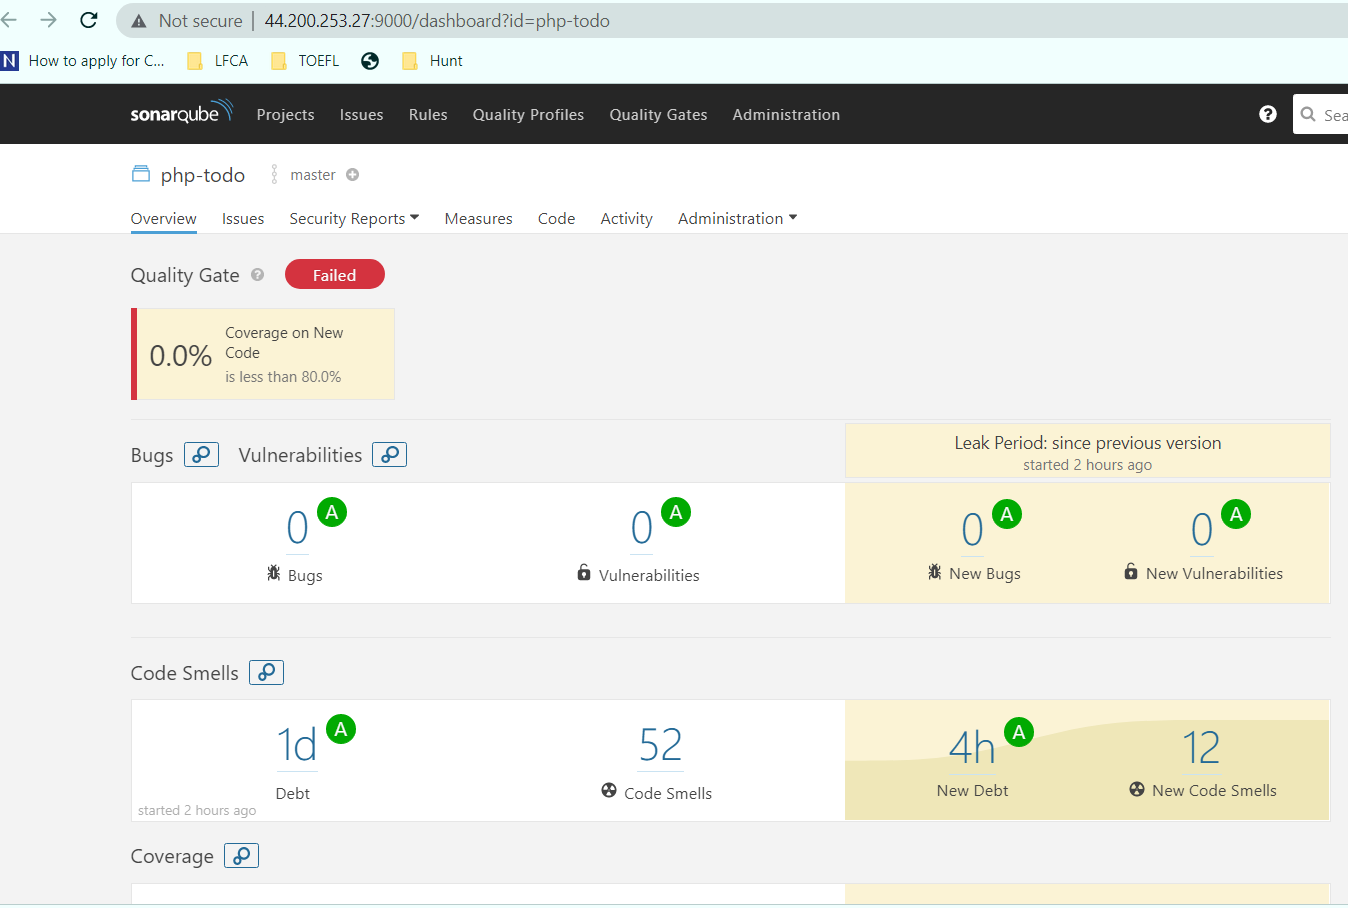 Not secure | 44.200.253.27:9000/dashboard?id=php-todo
N How to apply for C... LFCA TOEFL Hunt
sonarqube Projects Issues Rules Quality Profiles Quality Gates Administration ? Sea
php-todo master
Overview Issues Security Reports Measures Code Activity Administration
Quality Gate ? Failed
0.0% Coverage on New
Code
is less than 80.0%
Bugs Vulnerabilities
Leak Period: since previous version
started 2 hours ago
0 A 0 A 0 A 0 A
Bugs Vulnerabilities New Bugs New Vulnerabilities
Code Smells
1d A 52 4h A 12
Debt Code Smells New Debt New Code Smells
started 2 hours ago
Coverage